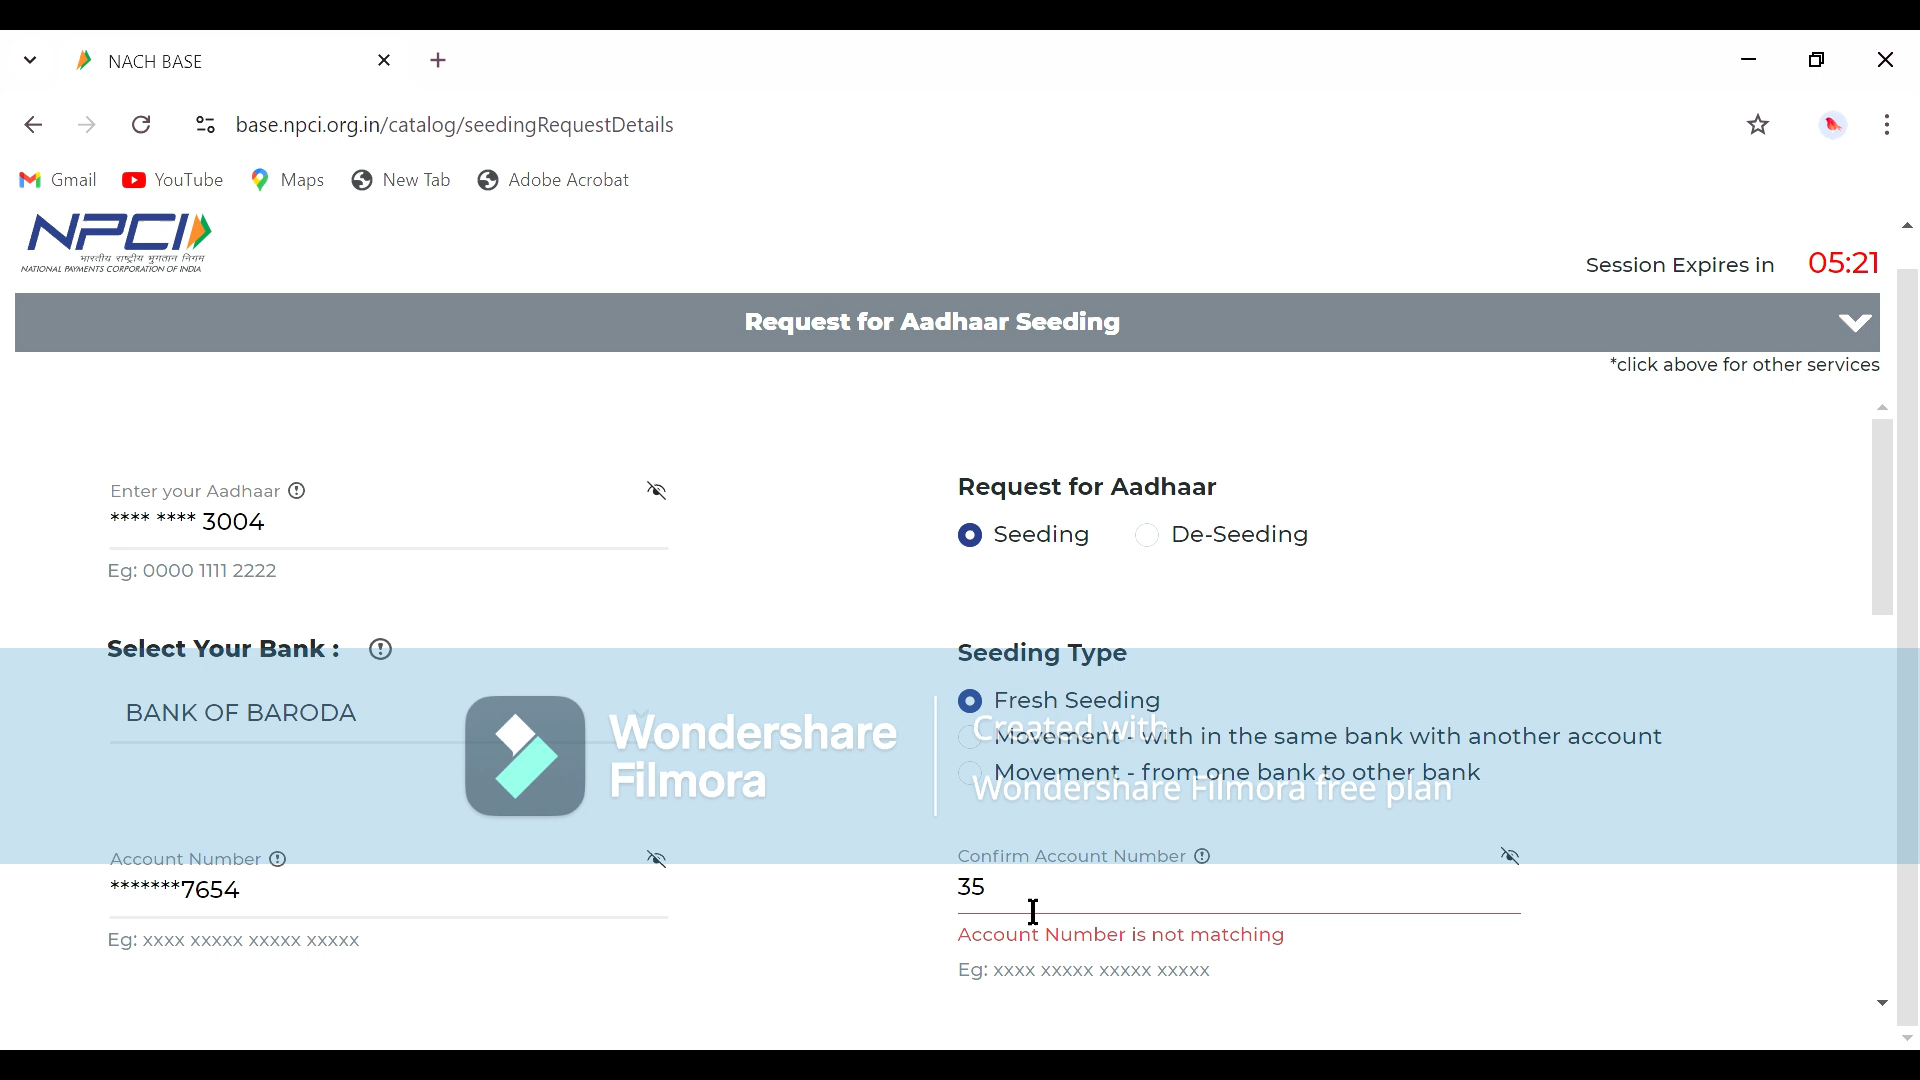 NACH BASE
base.npci.org.in/catalog/seedingRequestDetails
Gmail YouTube Maps New Tab Adobe Acrobat
NPCI
भारतीय राष्ट्रीय भुगतान निगम
NATIONAL PAYMENTS CORPORATION OF INDIA
Session Expires in 05:21
Request for Aadhaar Seeding
*click above for other services
Enter your Aadhaar
**** **** 3004
Eg: 0000 1111 2222
Request for Aadhaar
Seeding De-Seeding
Select Your Bank :
BANK OF BARODA
Seeding Type
Fresh Seeding
Movement - with in the same bank with another account
Movement - from one bank to other bank
Wondershare
Filmora
Created with
Wondershare Filmora free plan
Account Number
*******7654
Eg: xxxx xxxxx xxxxx xxxxx
Confirm Account Number
35
Account Number is not matching
Eg: xxxx xxxxx xxxxx xxxxx